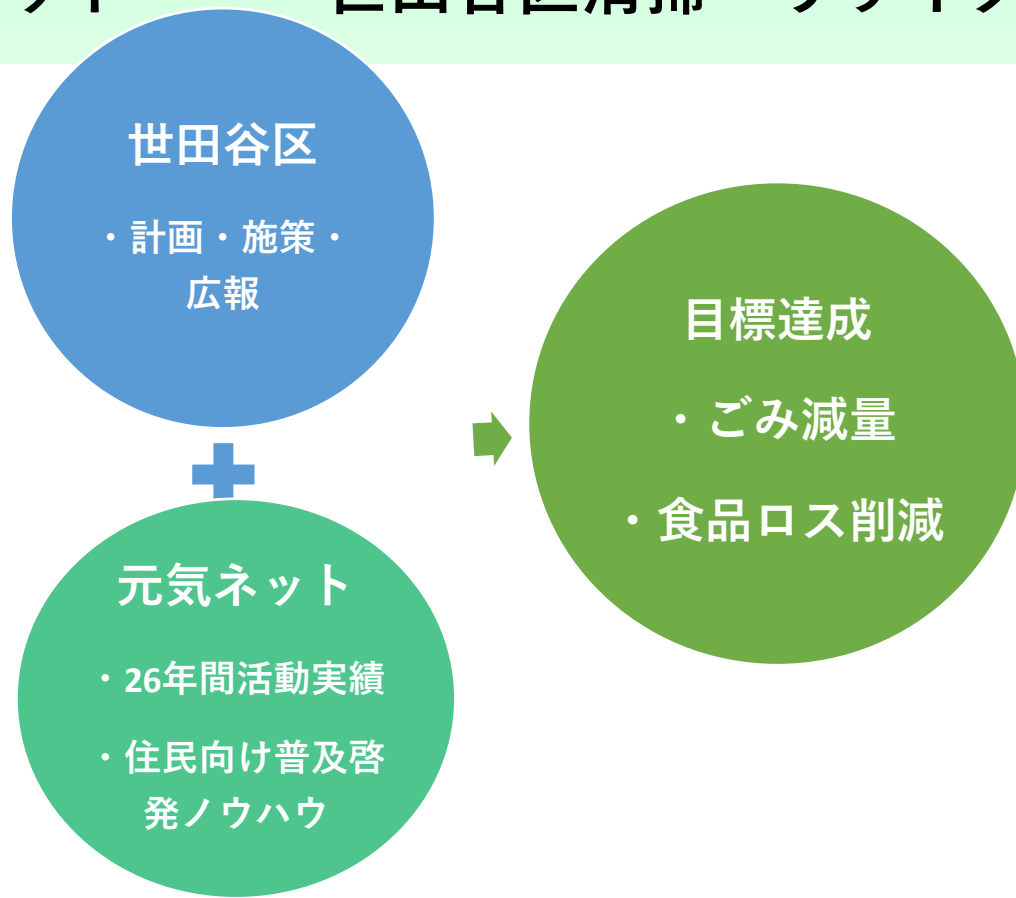 世田谷区
・計画・施策・
広報
元気ネット
・26年間活動実績
・住民向け普及啓
発ノウハウ
目標達成
・ごみ減量
・食品ロス削減